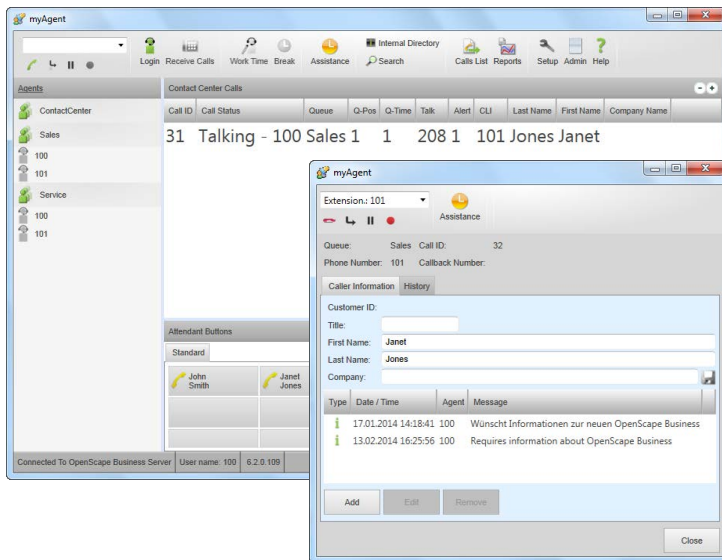 myAgent
Login Receive Calls Work Time Break Assistance Internal Directory Search Calls List Reports Setup Admin Help
Agents
ContactCenter
Sales
100
101
Service
100
101
Contact Center Calls
Call ID Call Status Queue Q-Pos Q-Time Talk Alert CLI Last Name First Name Company Name
31 Talking - 100 Sales 1 1 208 1 101 Jones Janet
Attendant Buttons
Standard
John Smith
Janet Jones
Connected To OpenScape Business Server User name: 100 6.2.0.109
myAgent
Extension.: 101
Assistance
Queue: Sales Call ID: 32
Phone Number: 101 Callback Number:
Caller Information History
Customer ID:
Title:
First Name: Janet
Last Name: Jones
Company:
Type Date / Time Agent Message
17.01.2014 14:18:41 100 Wünscht Informationen zur neuen OpenScape Business
13.02.2014 16:25:56 100 Requires information about OpenScape Business
Add Edit Remove
Close